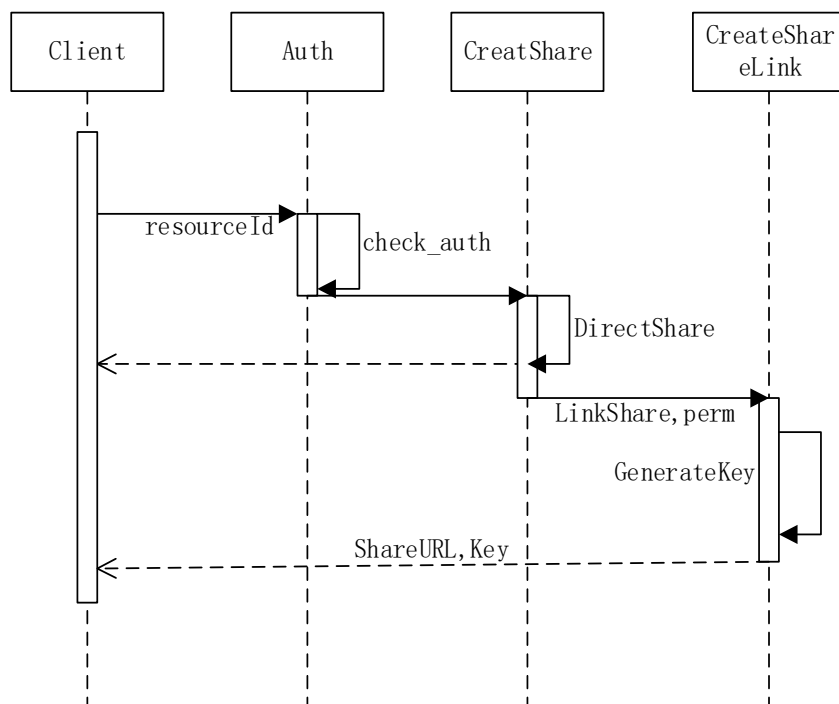 Client
Auth
CreatShare
CreateShar
eLink
resourceId
check_auth
DirectShare
LinkShare,perm
GenerateKey
ShareURL,Key